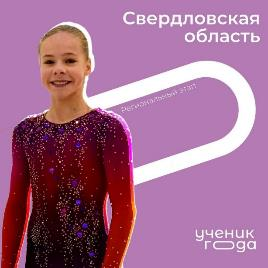 Свердловская
область
Региональный этап
ученик
года